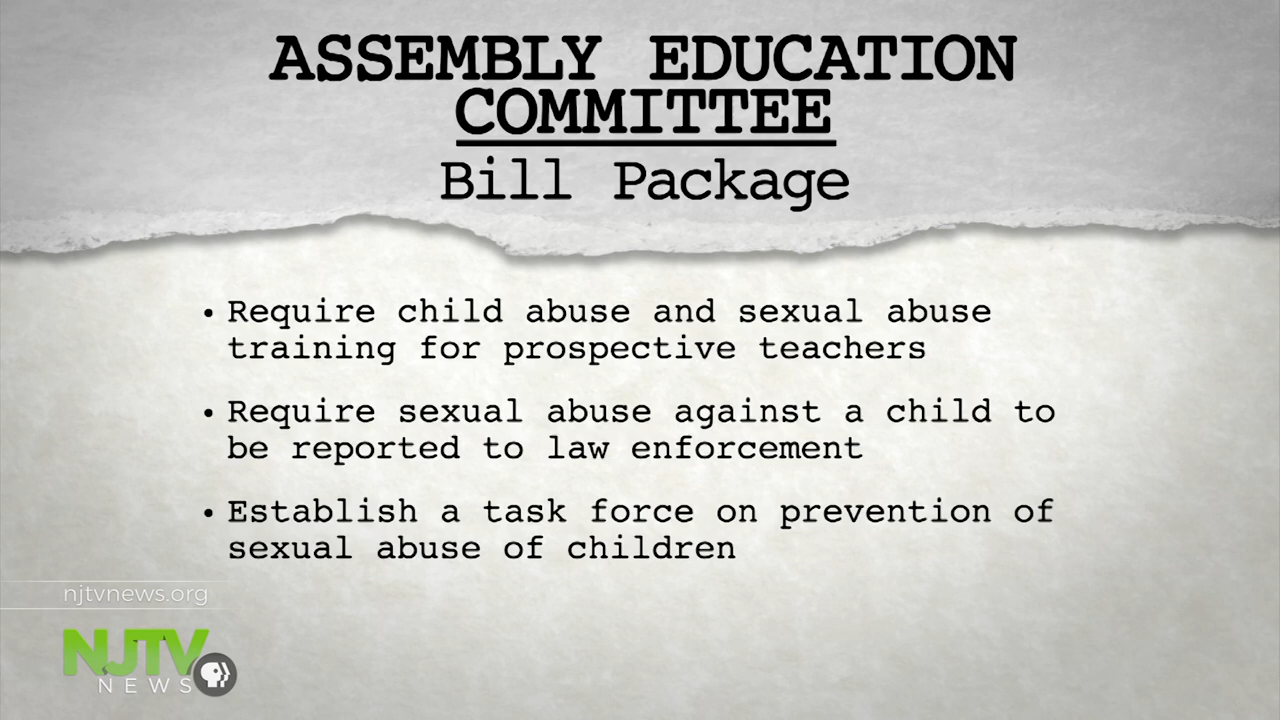 ASSEMBLY EDUCATION
COMMITTEE
Bill Package
• Require child abuse and sexual abuse
training for prospective teachers
• Require sexual abuse against a child to
be reported to law enforcement
• Establish a task force on prevention of
sexual abuse of children
njtvnews.org
NJTV
NEWS